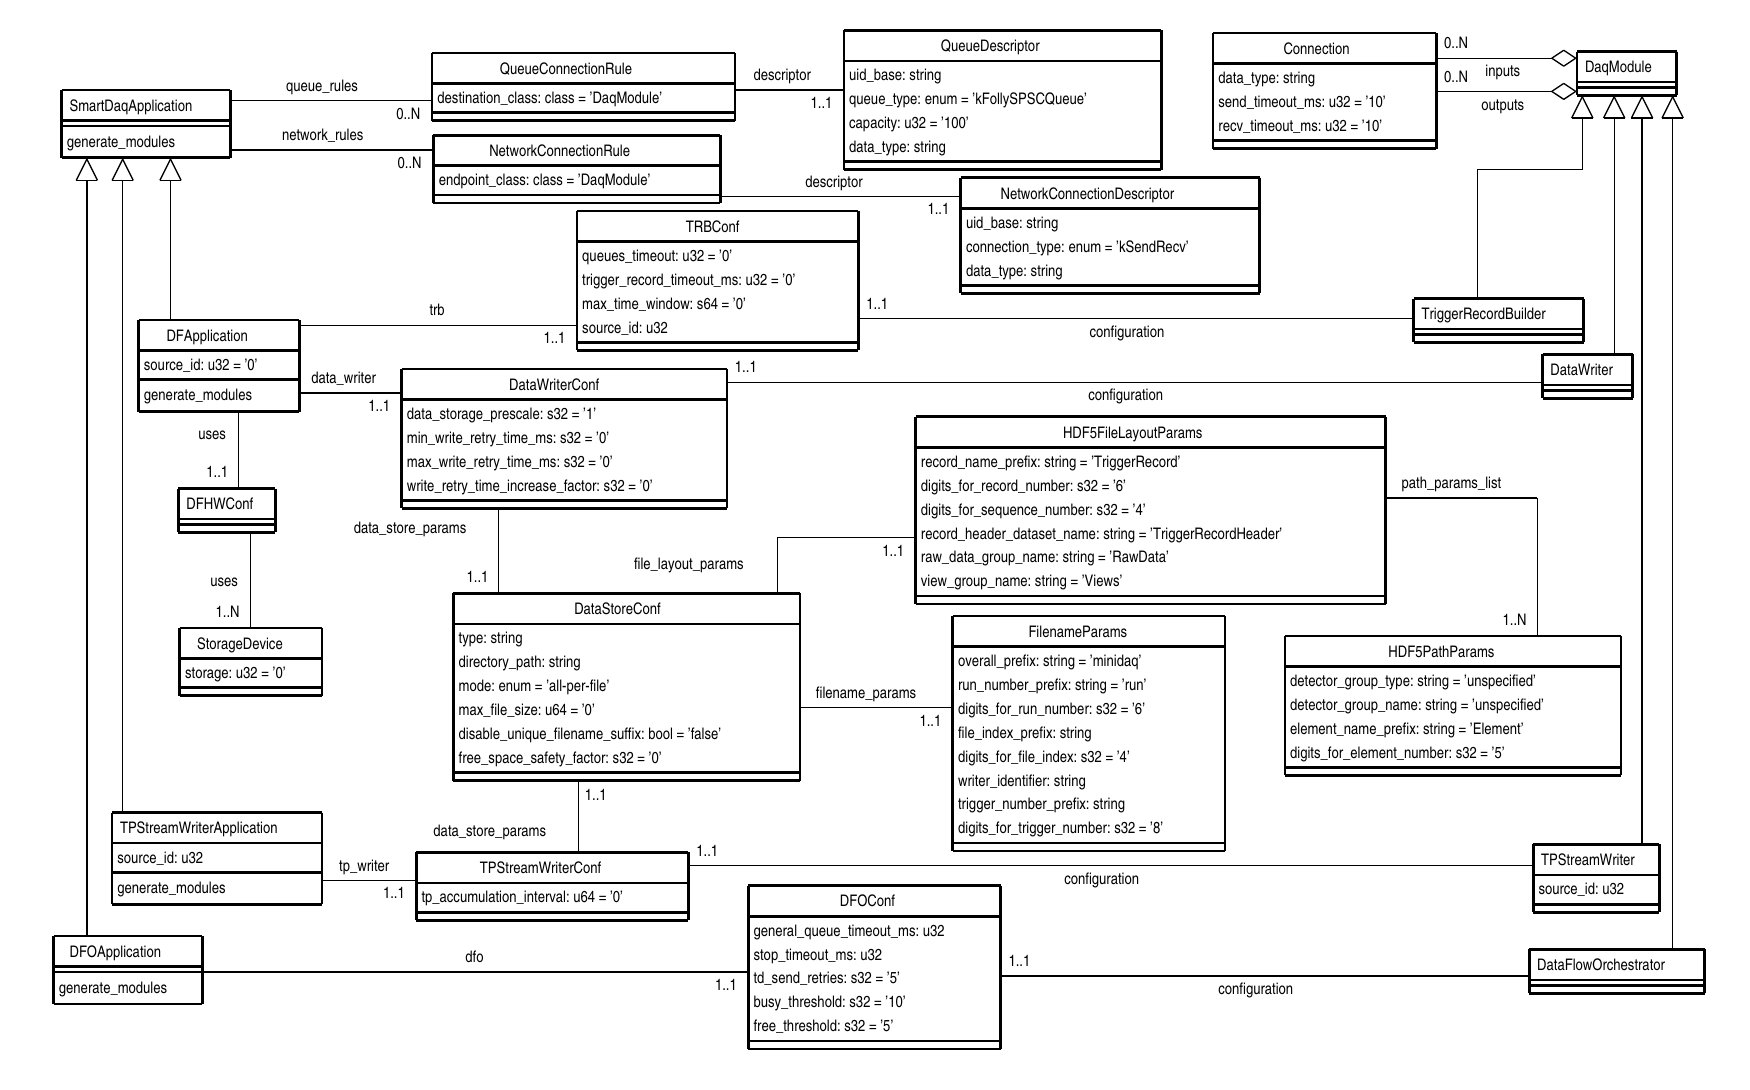 SmartDaqApplication
generate_modules
queue_rules
0..N
network_rules
0..N
QueueConnectionRule
destination_class: class = 'DaqModule'
descriptor
1..1
NetworkConnectionRule
endpoint_class: class = 'DaqModule'
descriptor
1..1
QueueDescriptor
uid_base: string
queue_type: enum = 'kFollySPSCQueue'
capacity: u32 = '100'
data_type: string
NetworkConnectionDescriptor
uid_base: string
connection_type: enum = 'kSendRecv'
data_type: string
Connection
data_type: string
send_timeout_ms: u32 = '10'
recv_timeout_ms: u32 = '10'
0..N
inputs
0..N
outputs
DaqModule
TRBConf
queues_timeout: u32 = '0'
trigger_record_timeout_ms: u32 = '0'
max_time_window: s64 = '0'
source_id: u32
trb
1..1
1..1
configuration
TriggerRecordBuilder
DFApplication
source_id: u32 = '0'
generate_modules
data_writer
1..1
DataWriterConf
data_storage_prescale: s32 = '1'
min_write_retry_time_ms: s32 = '0'
max_write_retry_time_ms: s32 = '0'
write_retry_time_increase_factor: s32 = '0'
1..1
configuration
DataWriter
uses
1..1
DFHWConf
uses
1..N
StorageDevice
storage: u32 = '0'
data_store_params
1..1
file_layout_params
1..1
HDF5FileLayoutParams
record_name_prefix: string = 'TriggerRecord'
digits_for_record_number: s32 = '6'
digits_for_sequence_number: s32 = '4'
record_header_dataset_name: string = 'TriggerRecordHeader'
raw_data_group_name: string = 'RawData'
view_group_name: string = 'Views'
path_params_list
1..N
DataStoreConf
type: string
directory_path: string
mode: enum = 'all-per-file'
max_file_size: u64 = '0'
disable_unique_filename_suffix: bool = 'false'
free_space_safety_factor: s32 = '0'
filename_params
1..1
FilenameParams
overall_prefix: string = 'minidaq'
run_number_prefix: string = 'run'
digits_for_run_number: s32 = '6'
file_index_prefix: string
digits_for_file_index: s32 = '4'
writer_identifier: string
trigger_number_prefix: string
digits_for_trigger_number: s32 = '8'
HDF5PathParams
detector_group_type: string = 'unspecified'
detector_group_name: string = 'unspecified'
element_name_prefix: string = 'Element'
digits_for_element_number: s32 = '5'
1..1
data_store_params
TPStreamWriterApplication
source_id: u32
generate_modules
tp_writer
1..1
TPStreamWriterConf
tp_accumulation_interval: u64 = '0'
1..1
configuration
TPStreamWriter
source_id: u32
DFOApplication
generate_modules
dfo
1..1
DFOConf
general_queue_timeout_ms: u32
stop_timeout_ms: u32
td_send_retries: s32 = '5'
busy_threshold: s32 = '10'
free_threshold: s32 = '5'
1..1
configuration
DataFlowOrchestrator